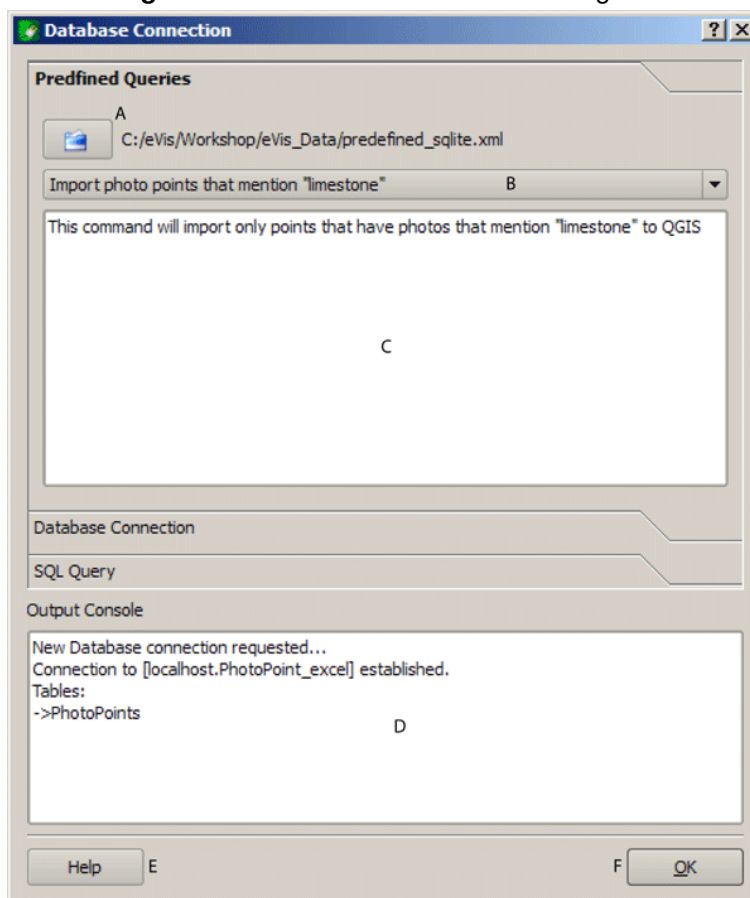 Database Connection
Predfined Queries
A
C:/eVis/Workshop/eVis_Data/predefined_sqlite.xml
Import photo points that mention "limestone" B
This command will import only points that have photos that mention "limestone" to QGIS
C
Database Connection
SQL Query
Output Console
New Database connection requested...
Connection to [localhost.PhotoPoint_excel] established.
Tables:
->PhotoPoints
D
Help E F OK